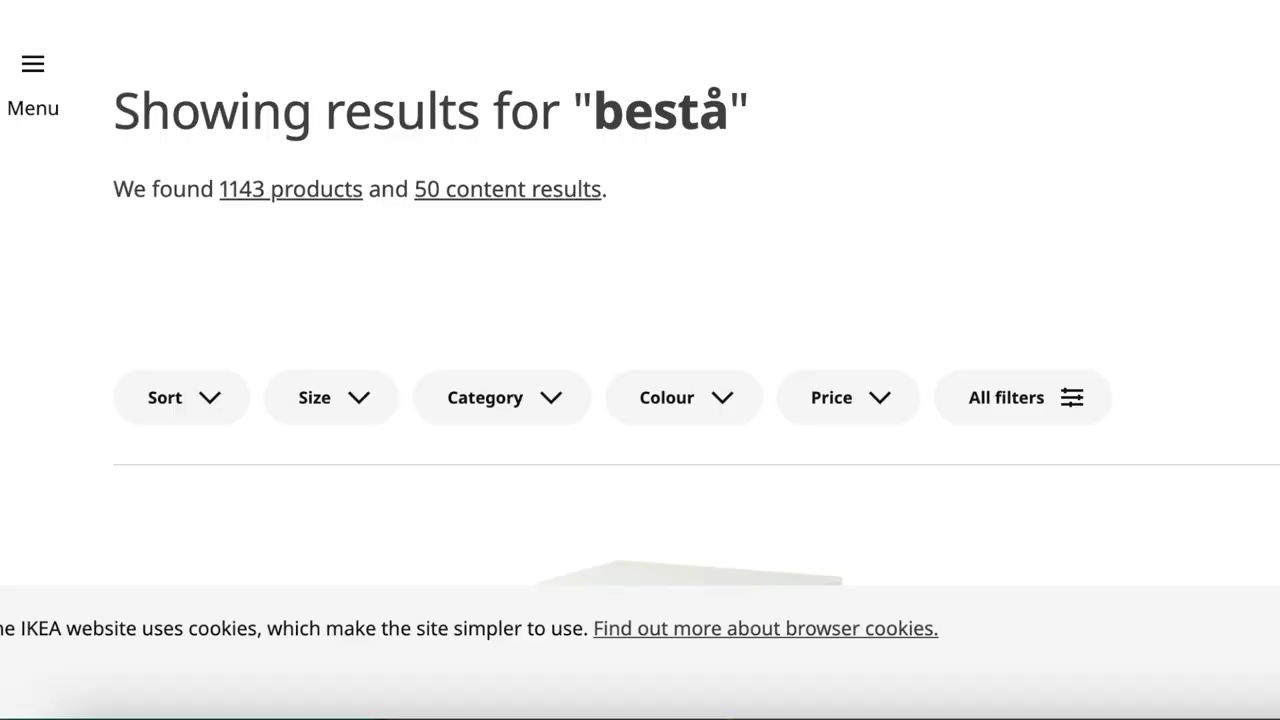 Menu
Showing results for "bestå"
We found 1143 products and 50 content results.
Sort
Size
Category
Colour
Price
All filters
IKEA website uses cookies, which make the site simpler to use. Find out more about browser cookies.